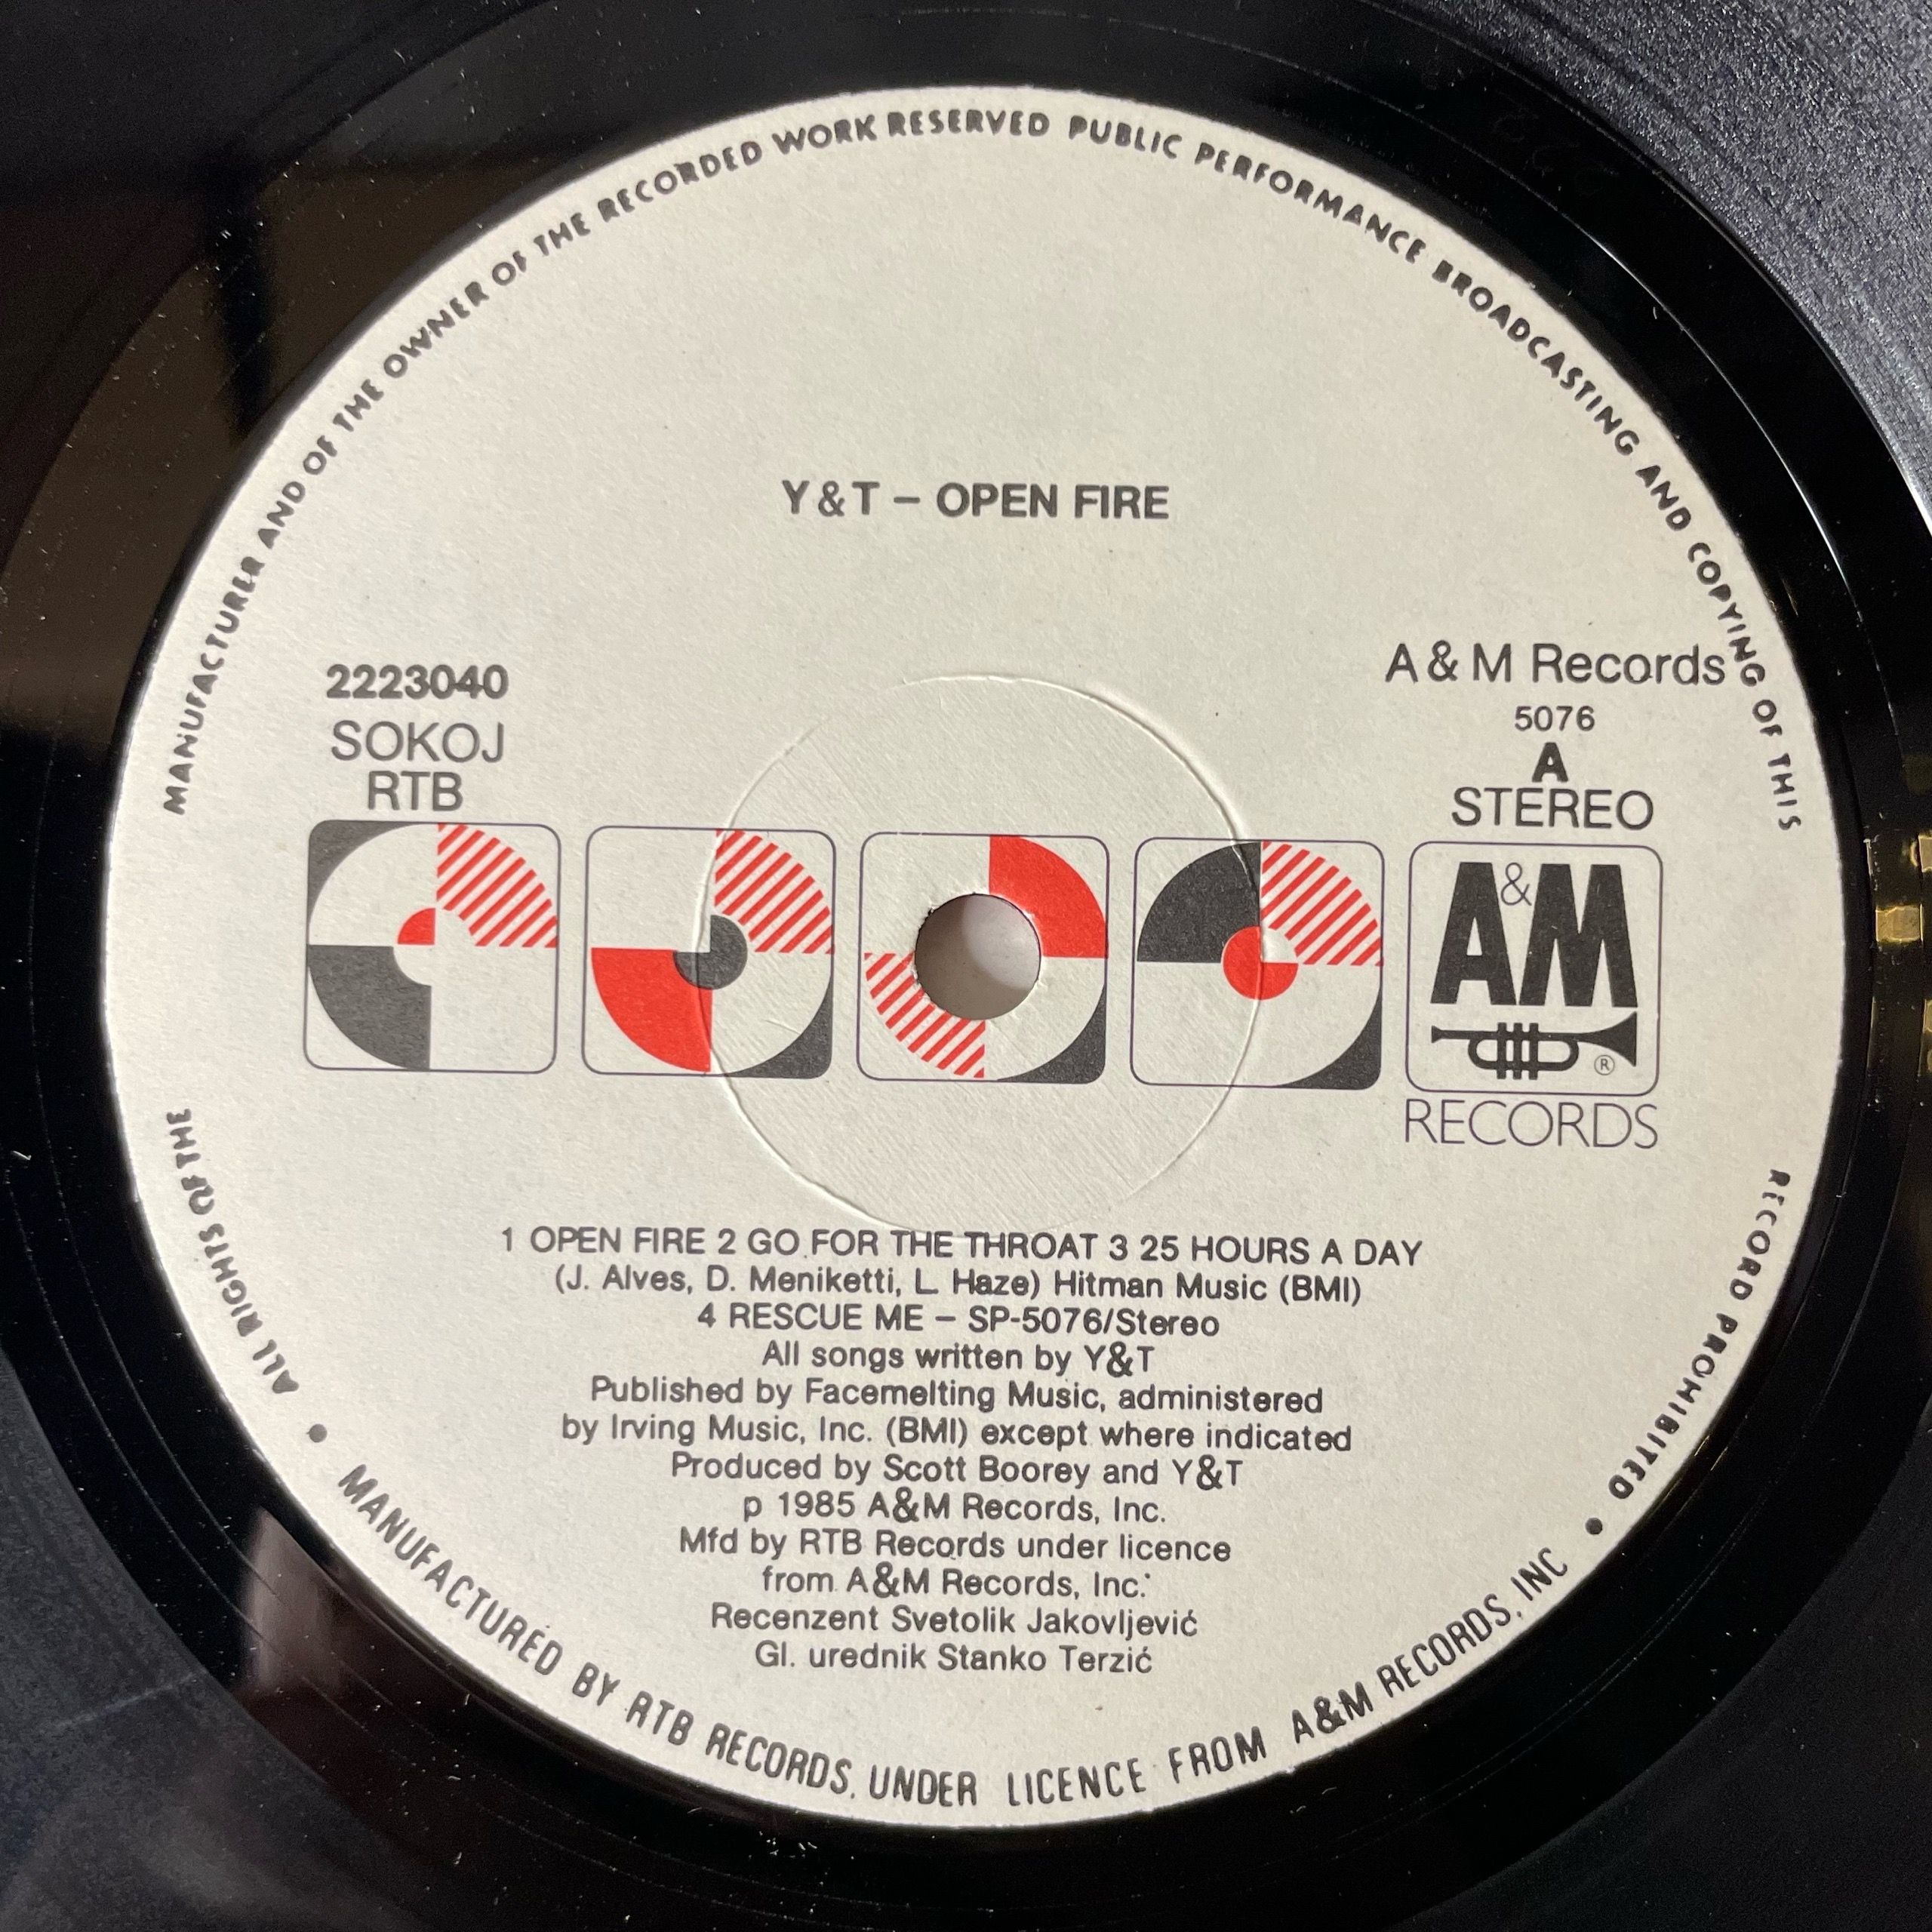 MANUFACTURER AND OF THE OWNER OF THE RECORDED WORK RESERVED PUBLIC PERFORMANCE BROADCASTING AND COPYING OF THIS
Y&T – OPEN FIRE
2223040
SOKOJ
RTB
A&M Records
5076
A
STEREO
A&M
®
RECORDS
1 OPEN FIRE 2 GO FOR THE THROAT 3 25 HOURS A DAY
(J. Alves, D. Meniketti, L. Haze) Hitman Music (BMI)
4 RESCUE ME – SP-5076/Stereo
All songs written by Y&T
Published by Facemelting Music, administered
by Irving Music, Inc. (BMI) except where indicated
Produced by Scott Boorey and Y&T
p 1985 A&M Records, Inc.
Mfd by RTB Records under licence
from A&M Records, Inc.
Recenzent Svetolik Jakovljević
Gl. urednik Stanko Terzić
RECORD PROHIBITED
ALL RIGHTS OF THE
• MANUFACTURED BY RTB RECORDS, UNDER LICENCE FROM A&M RECORDS, INC •